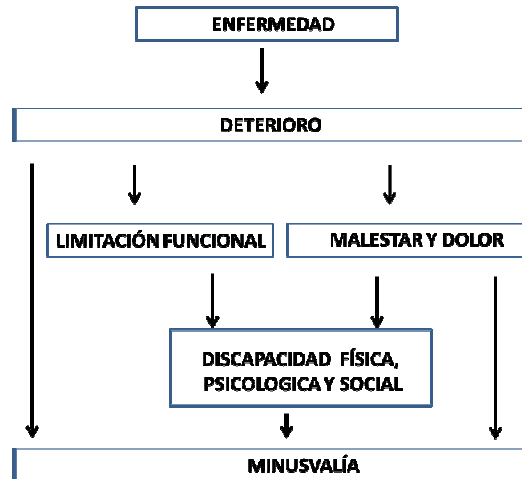 ENFERMEDAD
DETERIORO
LIMITACIÓN FUNCIONAL
MALESTAR Y DOLOR
DISCAPACIDAD FÍSICA,
PSICOLOGICA Y SOCIAL
MINUSVALÍA